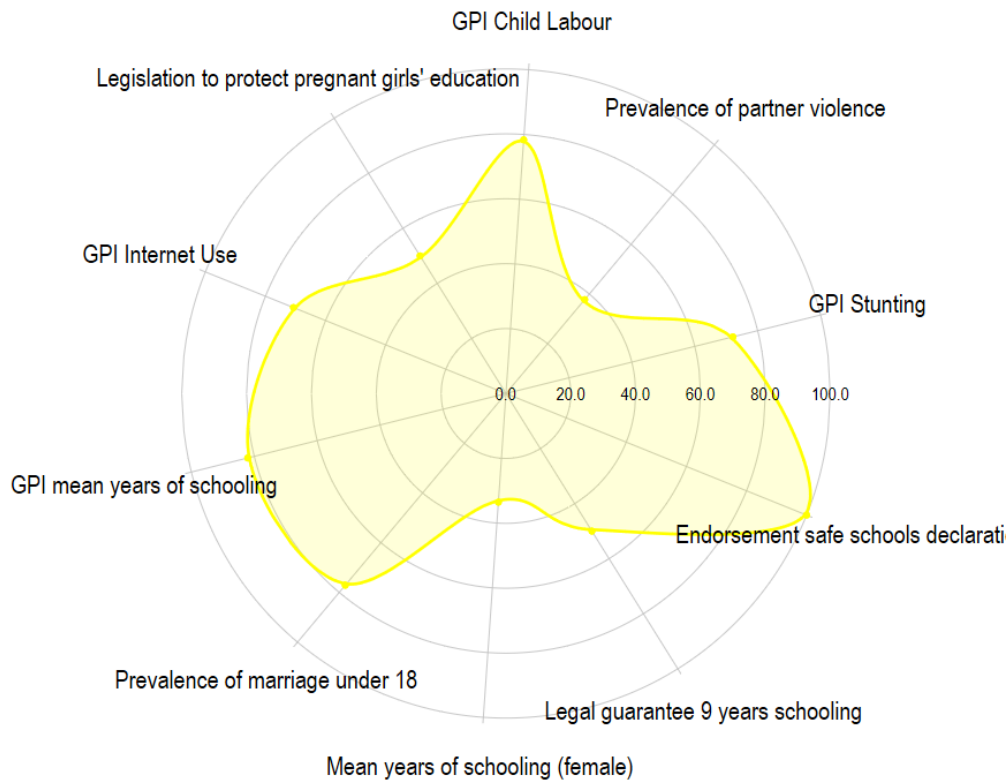 GPI Child Labour
Legislation to protect pregnant girls' education
Prevalence of partner violence
GPI Internet Use
GPI Stunting
0.0 20.0 40.0 60.0 80.0 100.0
GPI mean years of schooling
Endorsement safe schools declarati
Prevalence of marriage under 18
Legal guarantee 9 years schooling
Mean years of schooling (female)